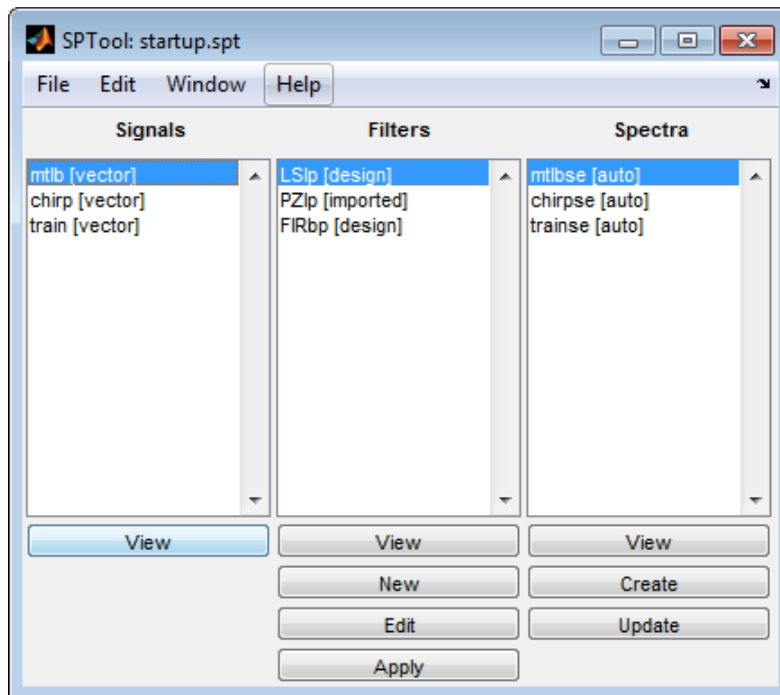 SPTool: startup.spt
File Edit Window Help
Signals
mtlb [vector]
chirp [vector]
train [vector]
View
Filters
LSlp [design]
PZlp [imported]
FIRbp [design]
View
New
Edit
Apply
Spectra
mtlbse [auto]
chirpse [auto]
trainse [auto]
View
Create
Update